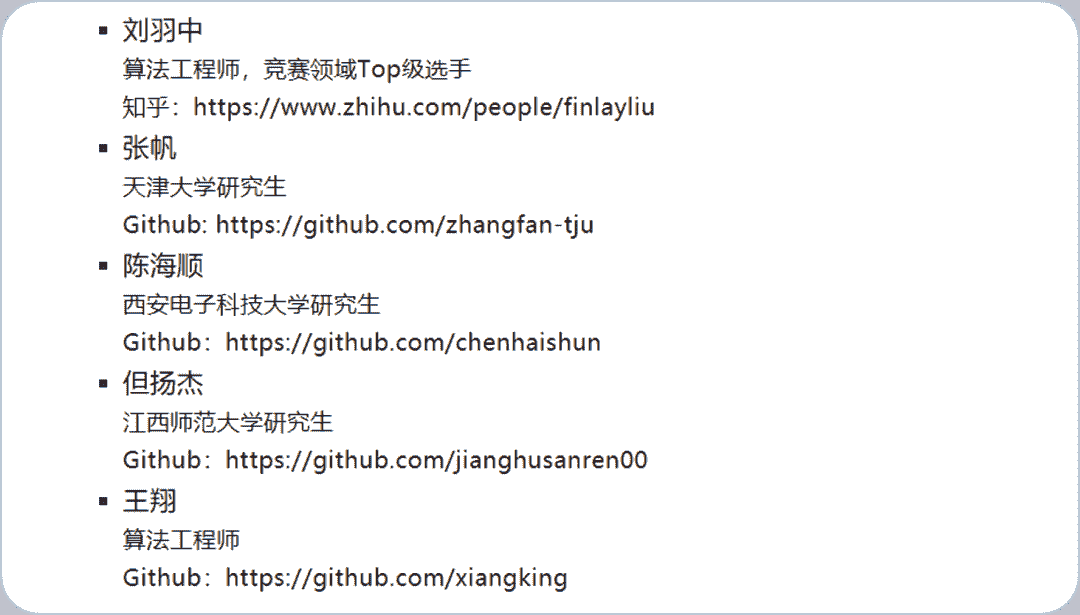 刘羽中
算法工程师，竞赛领域Top级选手
知乎：https://www.zhihu.com/people/finlayliu
张帆
天津大学研究生
Github: https://github.com/zhangfan-tju
陈海顺
西安电子科技大学研究生
Github：https://github.com/chenhaishun
但扬杰
江西师范大学研究生
Github：https://github.com/jianghusanren00
王翔
算法工程师
Github：https://github.com/xiangking